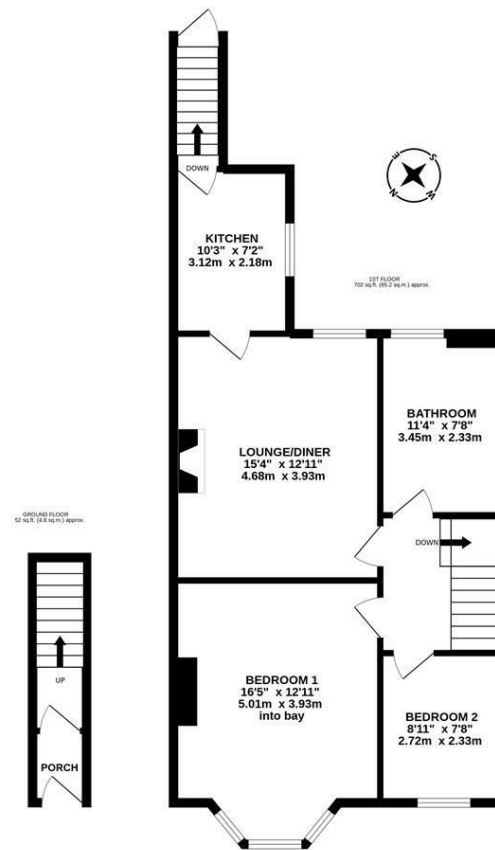 DOWN
KITCHEN
10'3" x 7'2"
3.12m x 2.18m
E
S
N
W
1ST FLOOR
702 sq.ft. (65.2 sq.m.) approx.
BATHROOM
11'4" x 7'8"
3.45m x 2.33m
LOUNGE/DINER
15'4" x 12'11"
4.68m x 3.93m
GROUND FLOOR
52 sq.ft. (4.8 sq.m.) approx.
DOWN
UP
BEDROOM 1
16'5" x 12'11"
5.01m x 3.93m
into bay
BEDROOM 2
8'11" x 7'8"
2.72m x 2.33m
PORCH